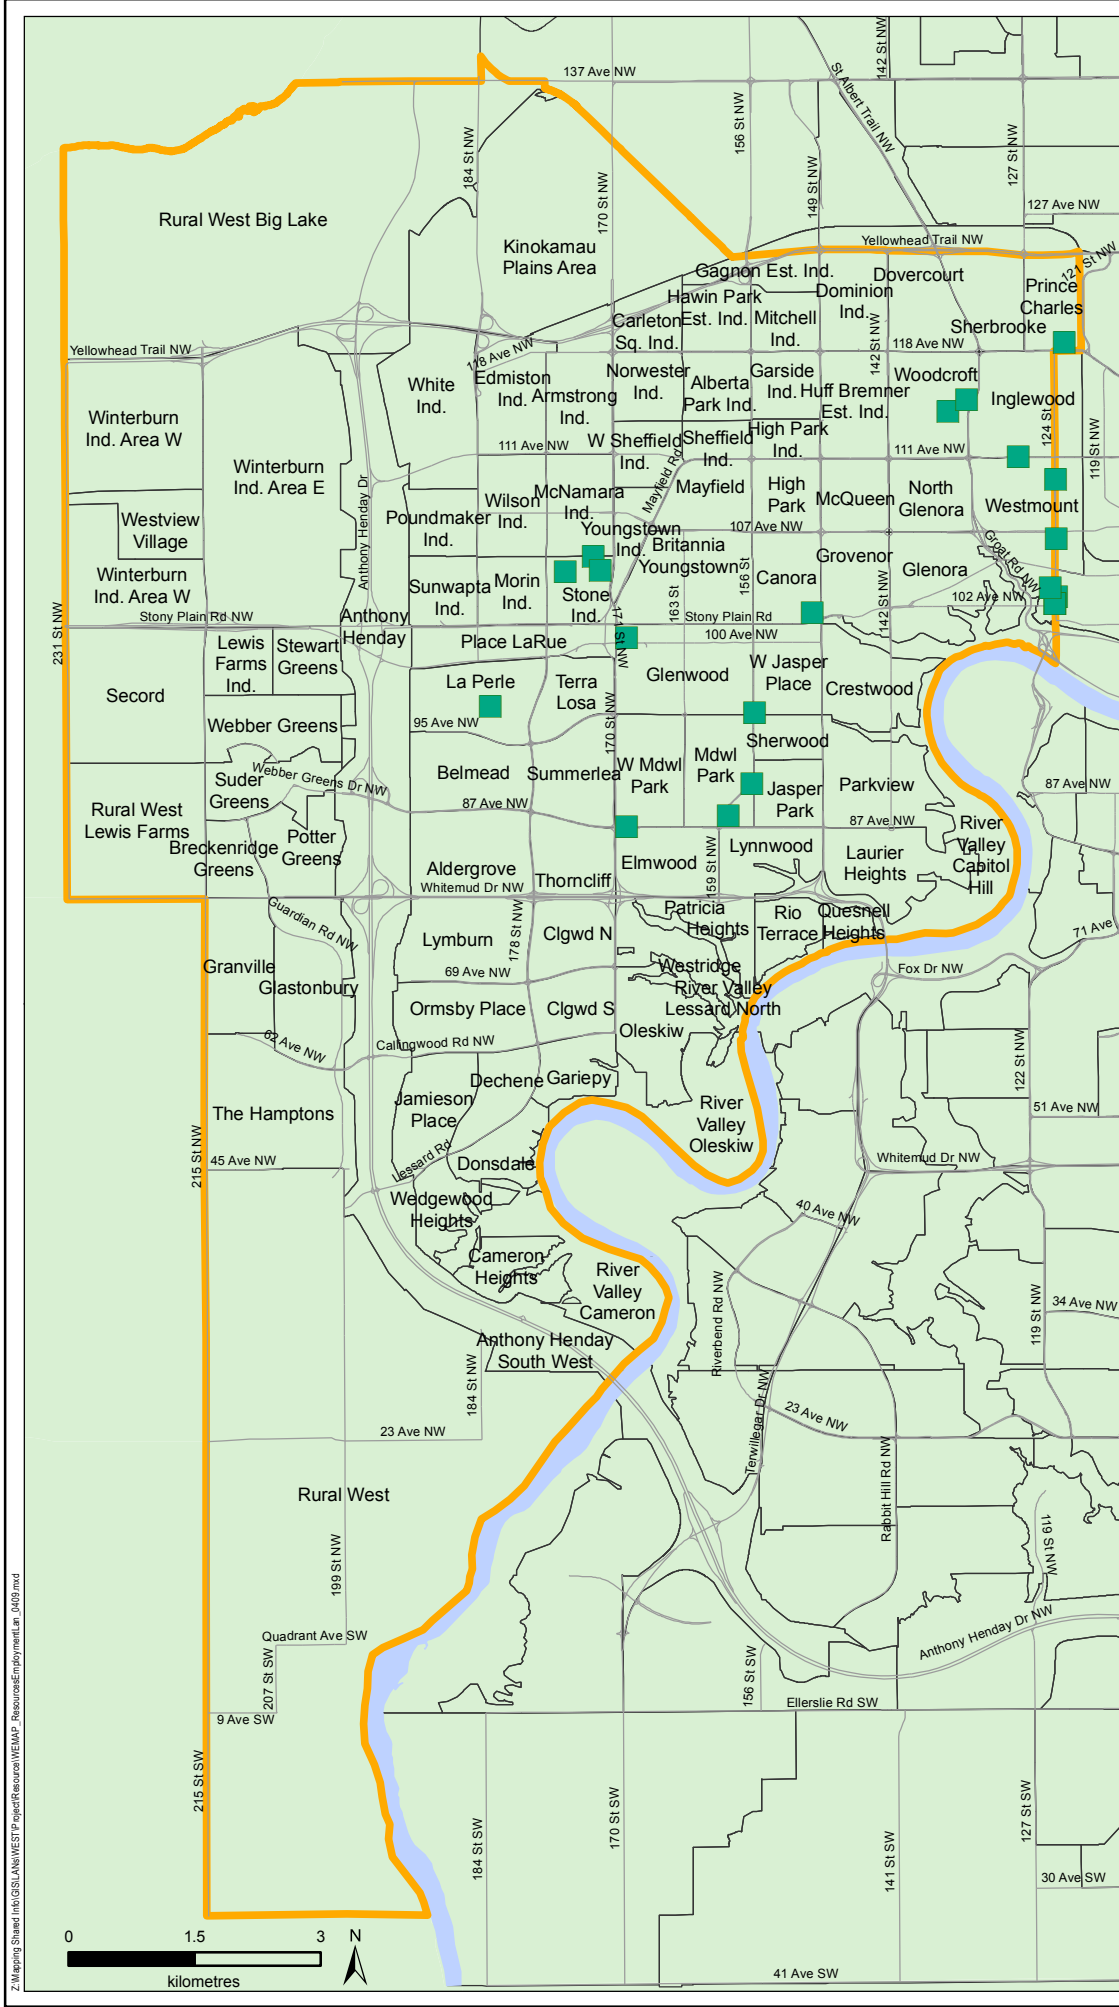 137 Ave NW
142 St NW
St Albert Trail NW
184 St NW
156 St NW
127 St NW
170 St NW
149 St NW
127 Ave NW
Rural West Big Lake
Kinokamau
Plains Area
Yellowhead Trail NW
121 St NW
Gagnon Est. Ind.
Dovercourt
Prince
Charles
Hawin Park
Est. Ind.
Dominion
Ind.
Carleton
Sq. Ind.
Mitchell
Ind.
Sherbrooke
142 St NW
118 Ave NW
Yellowhead Trail NW
118 Ave NW
White
Ind.
Edmiston
Ind.
Armstrong
Ind.
Norwester
Ind.
Alberta
Park Ind.
Garside
Ind.
Huff Bremner
Est. Ind.
Woodcroft
Inglewood
124 St
119 St NW
Winterburn
Ind. Area W
Winterburn
Ind. Area E
111 Ave NW
W Sheffield
Ind.
Sheffield
Ind.
High Park
Ind.
111 Ave NW
Mayfield Rd
Anthony Henday Dr
Westview
Village
Poundmaker
Ind.
Wilson
Ind.
McNamara
Ind.
Mayfield
High
Park
McQueen
North
Glenora
Westmount
Youngstown
Ind.
107 Ave NW
Britannia
Youngstown
Grovenor
Groat Rd NW
Winterburn
Ind. Area W
Sunwapta
Ind.
Morin
Ind.
Stone
Ind.
156 St
163 St
Canora
Glenora
142 St NW
102 Ave NW
231 St NW
Stony Plain Rd NW
Anthony
Henday
171 St NW
Stony Plain Rd
100 Ave NW
Lewis
Farms
Ind.
Stewart
Greens
Place LaRue
Secord
La Perle
Terra
Losa
Glenwood
W Jasper
Place
Crestwood
Webber Greens
95 Ave NW
170 St NW
Sherwood
Suder
Greens
Webber Greens Dr NW
Belmead
Summerlea
W Mdwl
Park
Mdwl
Park
Jasper
Park
Parkview
87 Ave NW
Rural West
Lewis Farms
Potter
Greens
87 Ave NW
87 Ave NW
River
Valley
Capitol
Hill
Breckenridge
Greens
Aldergrove
Thorncliff
Elmwood
159 St NW
Lynnwood
Laurier
Heights
Whitemud Dr NW
Guardian Rd NW
Lymburn
178 St NW
Clgwd N
Patricia
Heights
Rio
Terrace
Quesnell
Heights
71 Ave
Granville
Glastonbury
69 Ave NW
Westridge
River Valley
Lessard North
Fox Dr NW
Ormsby Place
Clgwd S
Oleskiw
62 Ave NW
Callingwood Rd NW
122 St NW
Dechene
Gariepy
The Hamptons
Jamieson
Place
River
Valley
Oleskiw
51 Ave NW
215 St NW
45 Ave NW
Lessard Rd
Donsdale
Whitemud Dr NW
Wedgewood
Heights
40 Ave NW
Cameron
Heights
River
Valley
Cameron
Riverbend Rd NW
119 St NW
34 Ave NW
Anthony Henday
South West
184 St NW
Terwillegar Dr NW
23 Ave NW
23 Ave NW
Rabbit Hill Rd NW
Rural West
199 St NW
119 St NW
Quadrant Ave SW
207 St SW
Anthony Henday Dr NW
9 Ave SW
156 St SW
Ellerslie Rd SW
215 St SW
184 St SW
170 St SW
141 St SW
127 St SW
30 Ave SW
0 1.5 3
kilometres
N
41 Ave SW
Z:\Mapping Shared Info\GIS\LANs\WEST\Project\Resource\WEMAP_ResourcesEmploymentLan_0409.mxd